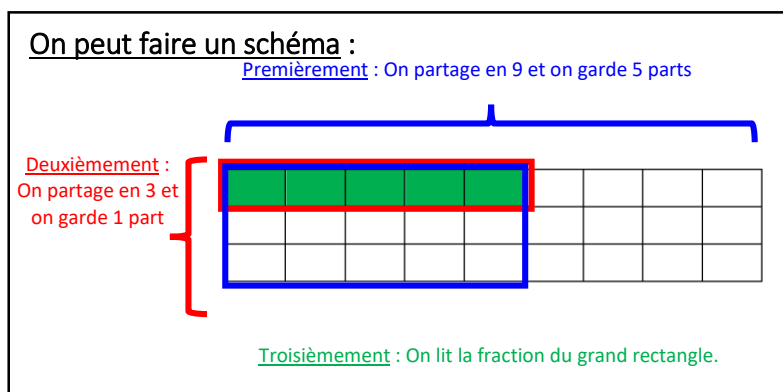 On peut faire un schéma :
Premièrement : On partage en 9 et on garde 5 parts
Deuxièmement :
On partage en 3 et
on garde 1 part
Troisièmement : On lit la fraction du grand rectangle.